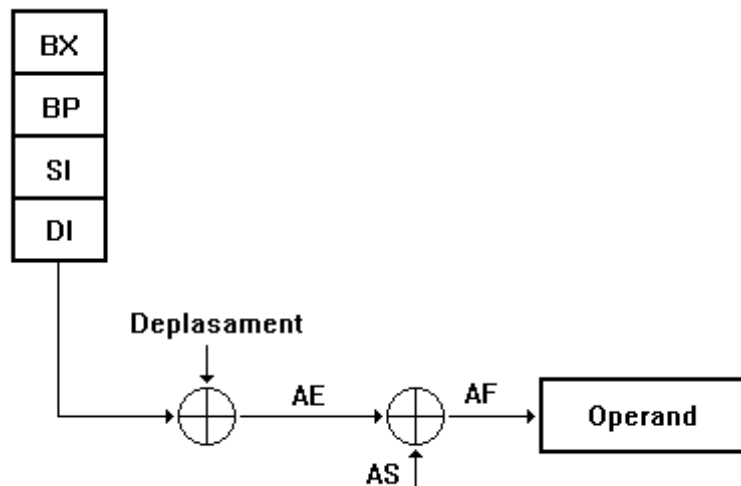 BX
BP
SI
DI
Deplasament
AE
AF
Operand
AS